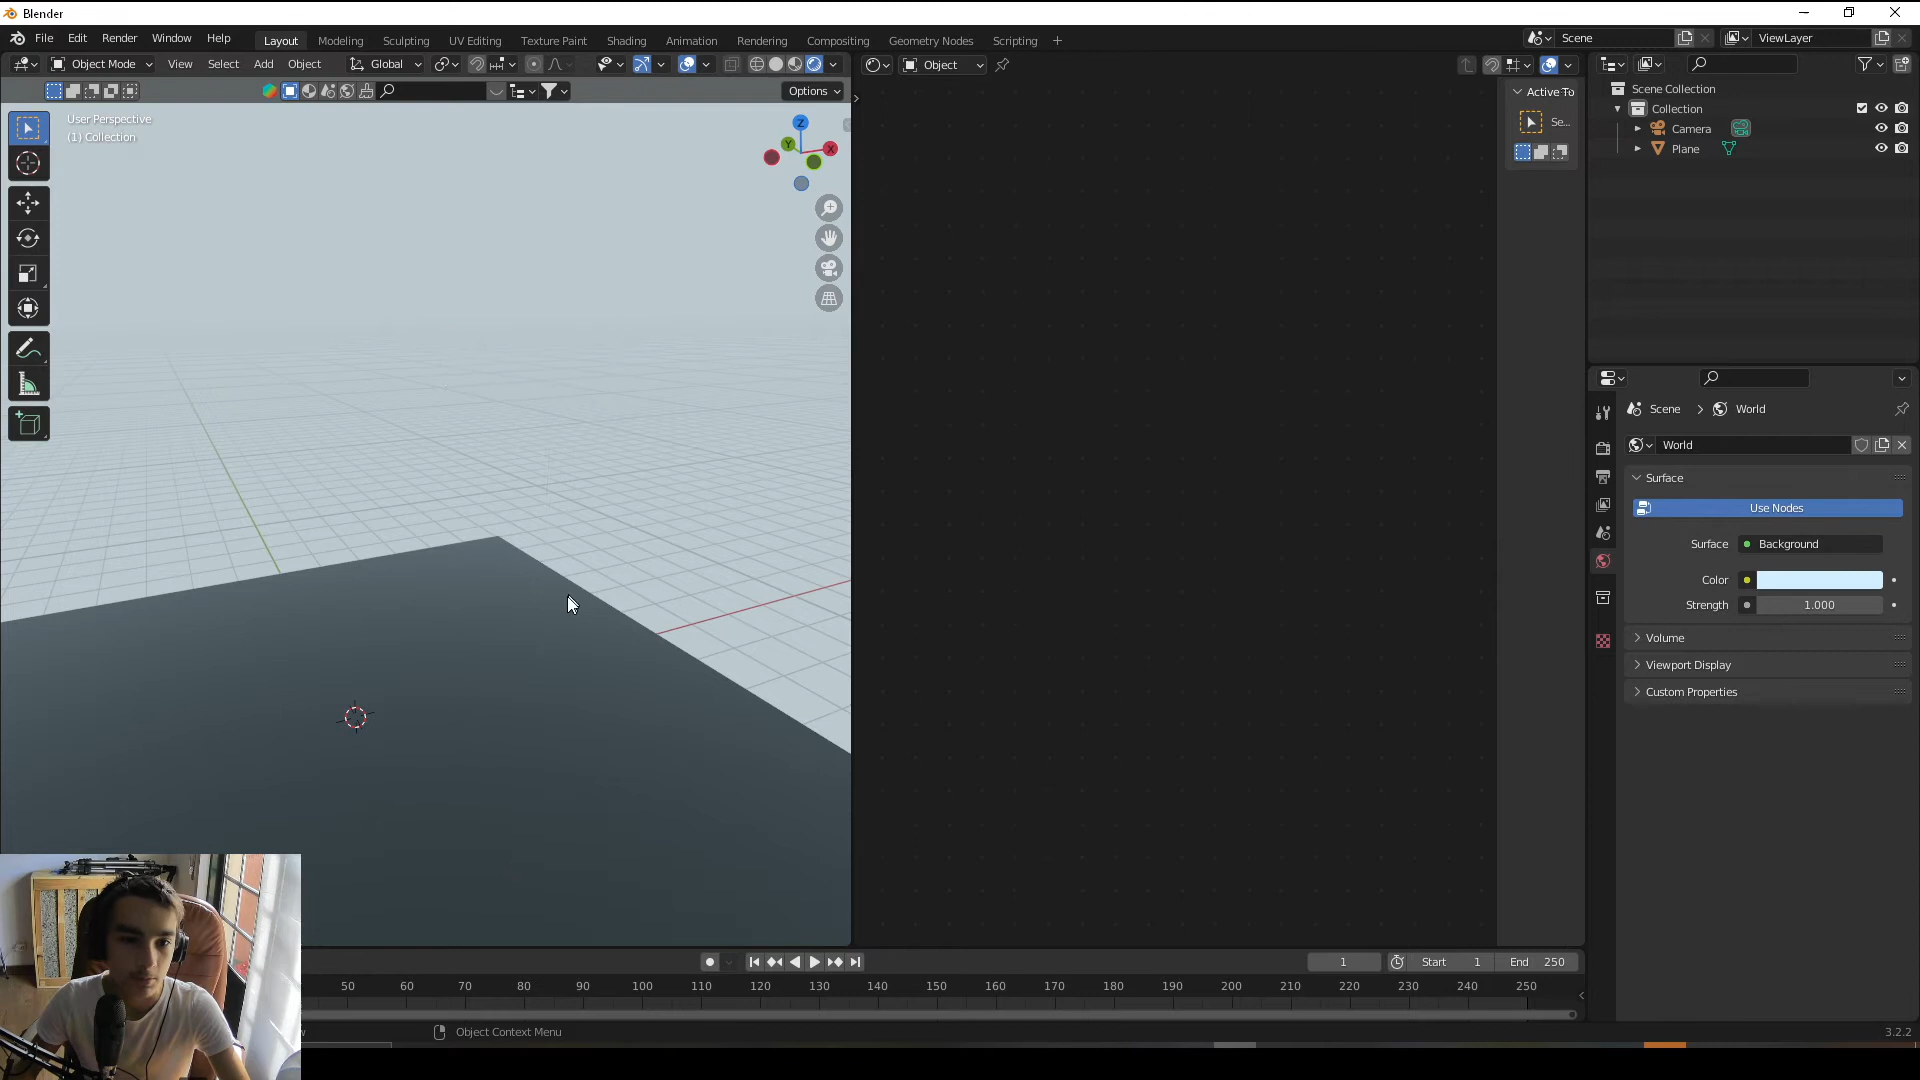 Blender
File Edit Render Window Help
Layout Modeling Sculpting UV Editing Texture Paint Shading Animation Rendering Compositing Geometry Nodes Scripting +
Scene
ViewLayer
Object Mode View Select Add Object Global
Object
Options
User Perspective
(1) Collection
Z
Y
X
Active To
Se...
Scene Collection
Collection
Camera
Plane
Scene > World
World
Surface
Use Nodes
Surface Background
Color
Strength 1.000
Volume
Viewport Display
Custom Properties
1
Start 1
End 250
50 60 70 80 90 100 110 120 130 140 150 160 170 180 190 200 210 220 230 240 250
Object Context Menu
3.2.2